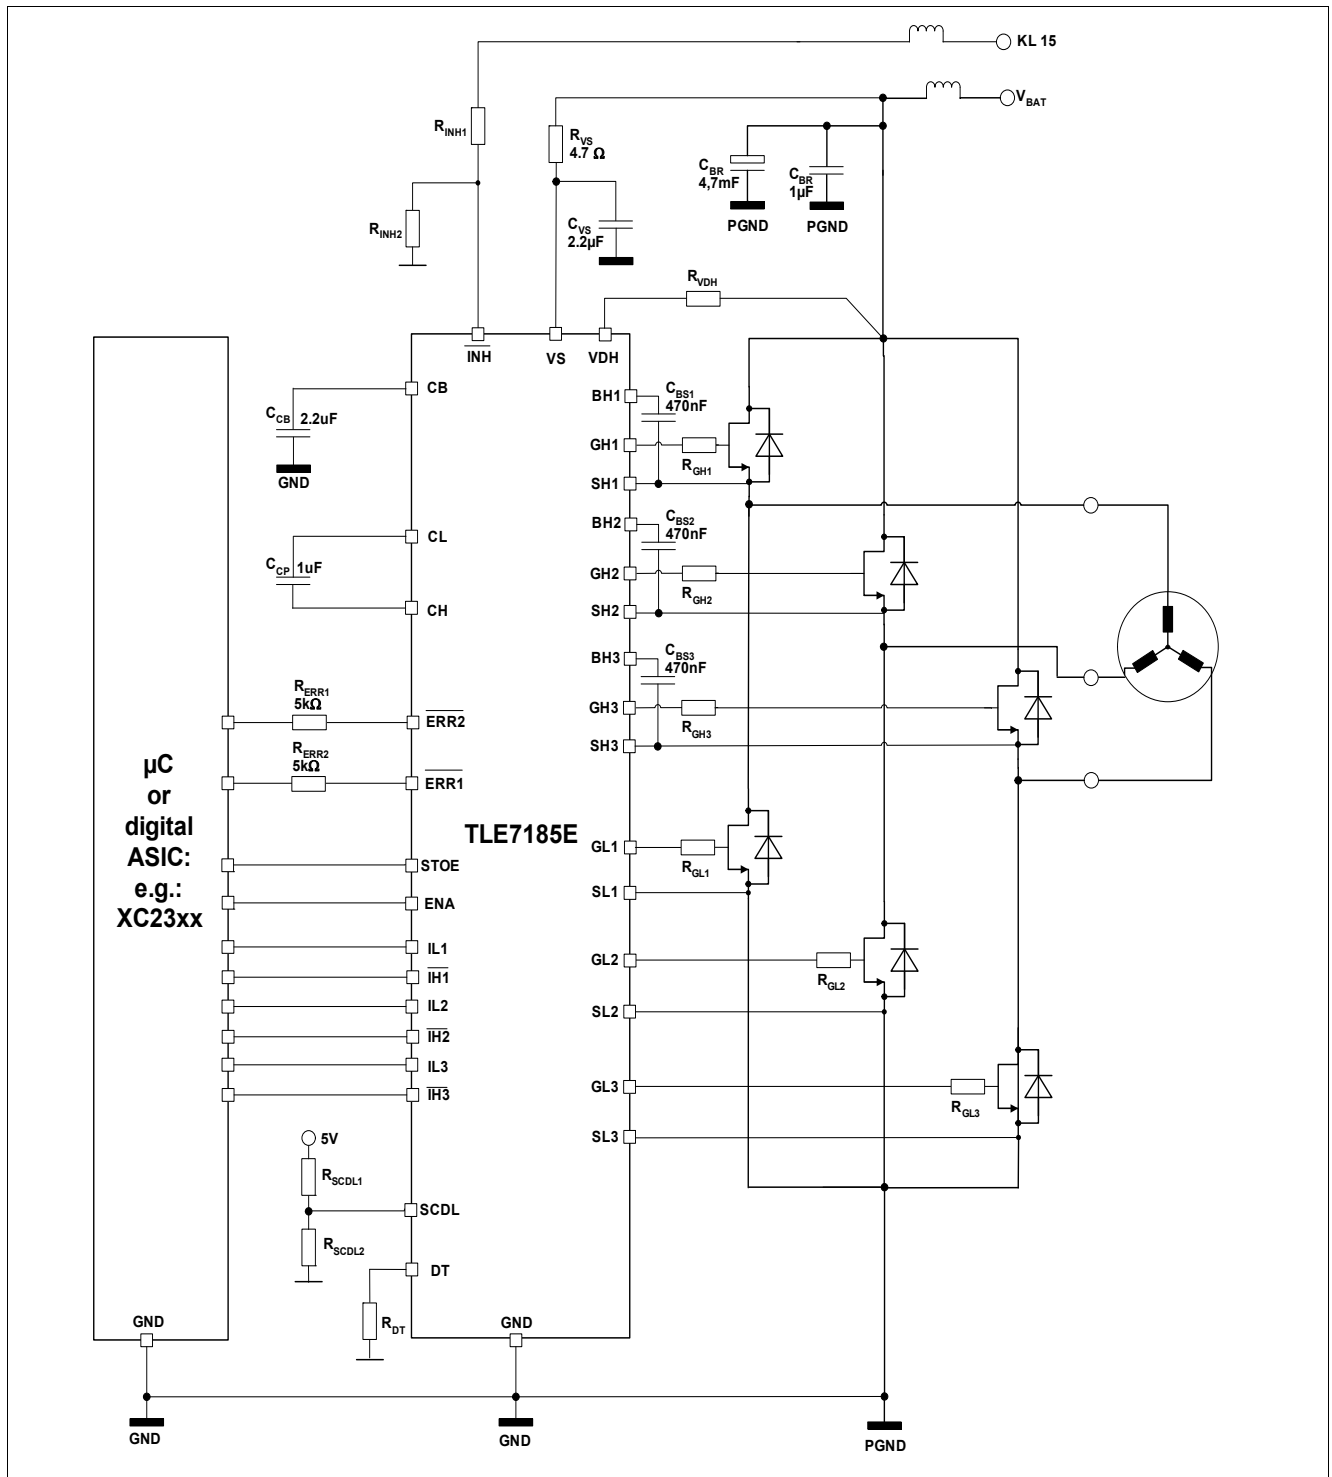 KL 15
VBAT
RINH1
RVS
4.7 Ω
CBR
4,7mF
CBR
1µF
PGND
PGND
RINH2
CVS
2.2µF
RVDH
INH
VS
VDH
CB
CCB 2.2uF
GND
BH1
CBS1
470nF
GH1
RGH1
SH1
CL
CCP 1uF
CH
BH2
CBS2
470nF
GH2
RGH2
SH2
BH3
CBS3
470nF
GH3
RGH3
SH3
RERR1
5kΩ
ERR2
RERR2
5kΩ
ERR1
µC
or
digital
ASIC:
e.g.:
XC23xx
TLE7185E
STOE
ENA
IL1
IH1
IL2
IH2
IL3
IH3
GL1
RGL1
SL1
GL2
RGL2
SL2
GL3
RGL3
SL3
5V
RSCDL1
SCDL
RSCDL2
DT
RDT
GND
GND
GND
GND
PGND